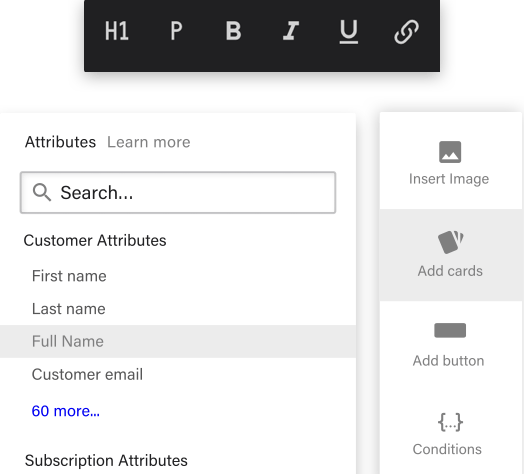 H1 P B I U
Attributes Learn more
Search...
Customer Attributes
First name
Last name
Full Name
Customer email
60 more...
Subscription Attributes
Insert Image
Add cards
Add button
{...}
Conditions